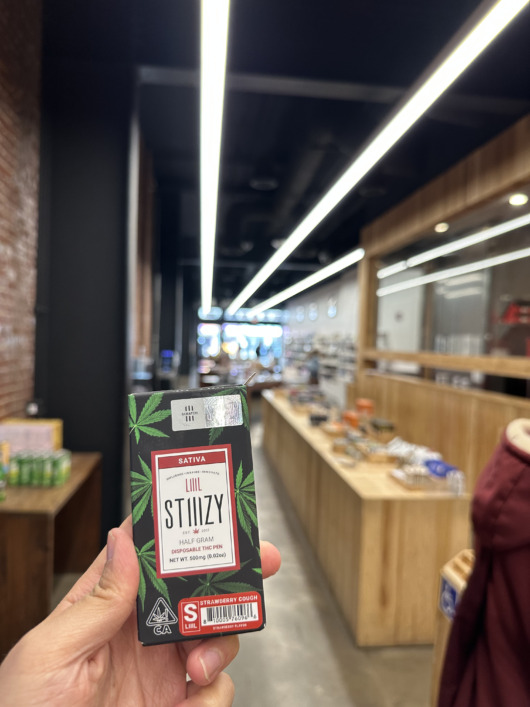 SATIVA
LIIIL
STIIIZY
HALF GRAM
DISPOSABLE THC PEN
NET WT. 500mg (0.02oz)
CA
S
LIIIL
STRAWBERRY COUGH